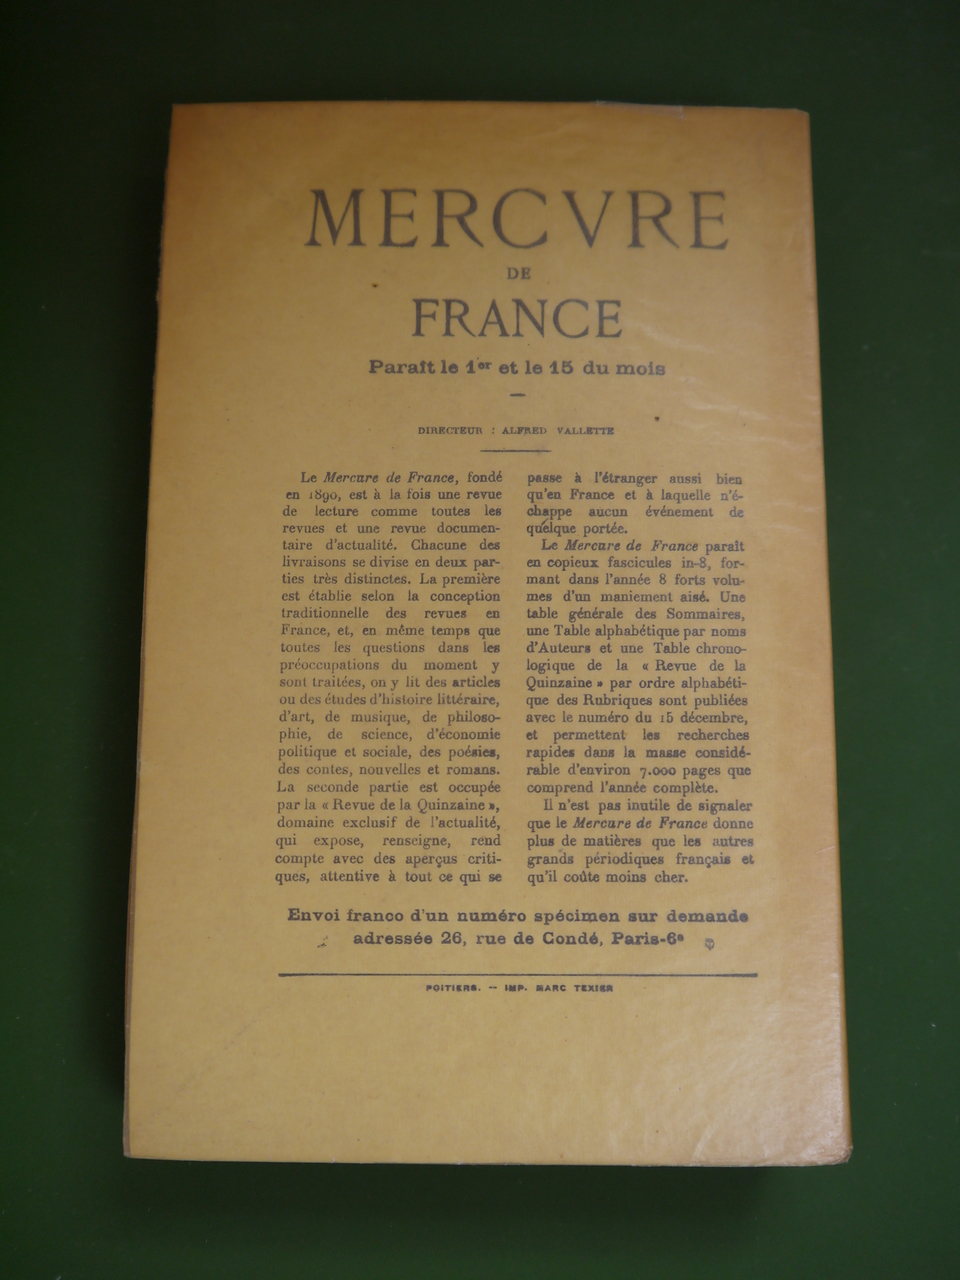 MERCVRE
DE
FRANCE
Paraît le 1er et le 15 du mois
DIRECTEUR : ALFRED VALLETTE
Le Mercure de France, fondé
en 1890, est à la fois une revue
de lecture comme toutes les
revues et une revue documen-
taire d'actualité. Chacune des
livraisons se divise en deux par-
ties très distinctes. La première
est établie selon la conception
traditionnelle des revues en
France, et, en même temps que
toutes les questions dans les
préoccupations du moment y
sont traitées, on y lit des articles
ou des études d'histoire littéraire,
d'art, de musique, de philoso-
phie, de science, d'économie
politique et sociale, des poésies,
des contes, nouvelles et romans.
La seconde partie est occupée
par la « Revue de la Quinzaine »,
domaine exclusif de l'actualité,
qui expose, renseigne, rend
compte avec des aperçus criti-
ques, attentive à tout ce qui se
passe à l'étranger aussi bien
qu'en France et à laquelle n'é-
chappe aucun événement de
quelque portée.
Le Mercure de France paraît
en copieux fascicules in-8, for-
mant dans l'année 8 forts volu-
mes d'un maniement aisé. Une
table générale des Sommaires,
une Table alphabétique par noms
d'Auteurs et une Table chrono-
logique de la « Revue de la
Quinzaine » par ordre alphabéti-
que des Rubriques sont publiées
avec le numéro du 15 décembre,
et permettent les recherches
rapides dans la masse considé-
rable d'environ 7.000 pages que
comprend l'année complète.
Il n'est pas inutile de signaler
que le Mercure de France donne
plus de matières que les autres
grands périodiques français et
qu'il coûte moins cher.
Envoi franco d'un numéro spécimen sur demande
adressée 26, rue de Condé, Paris-6e
POITIERS. — IMP. MARC TEXIER